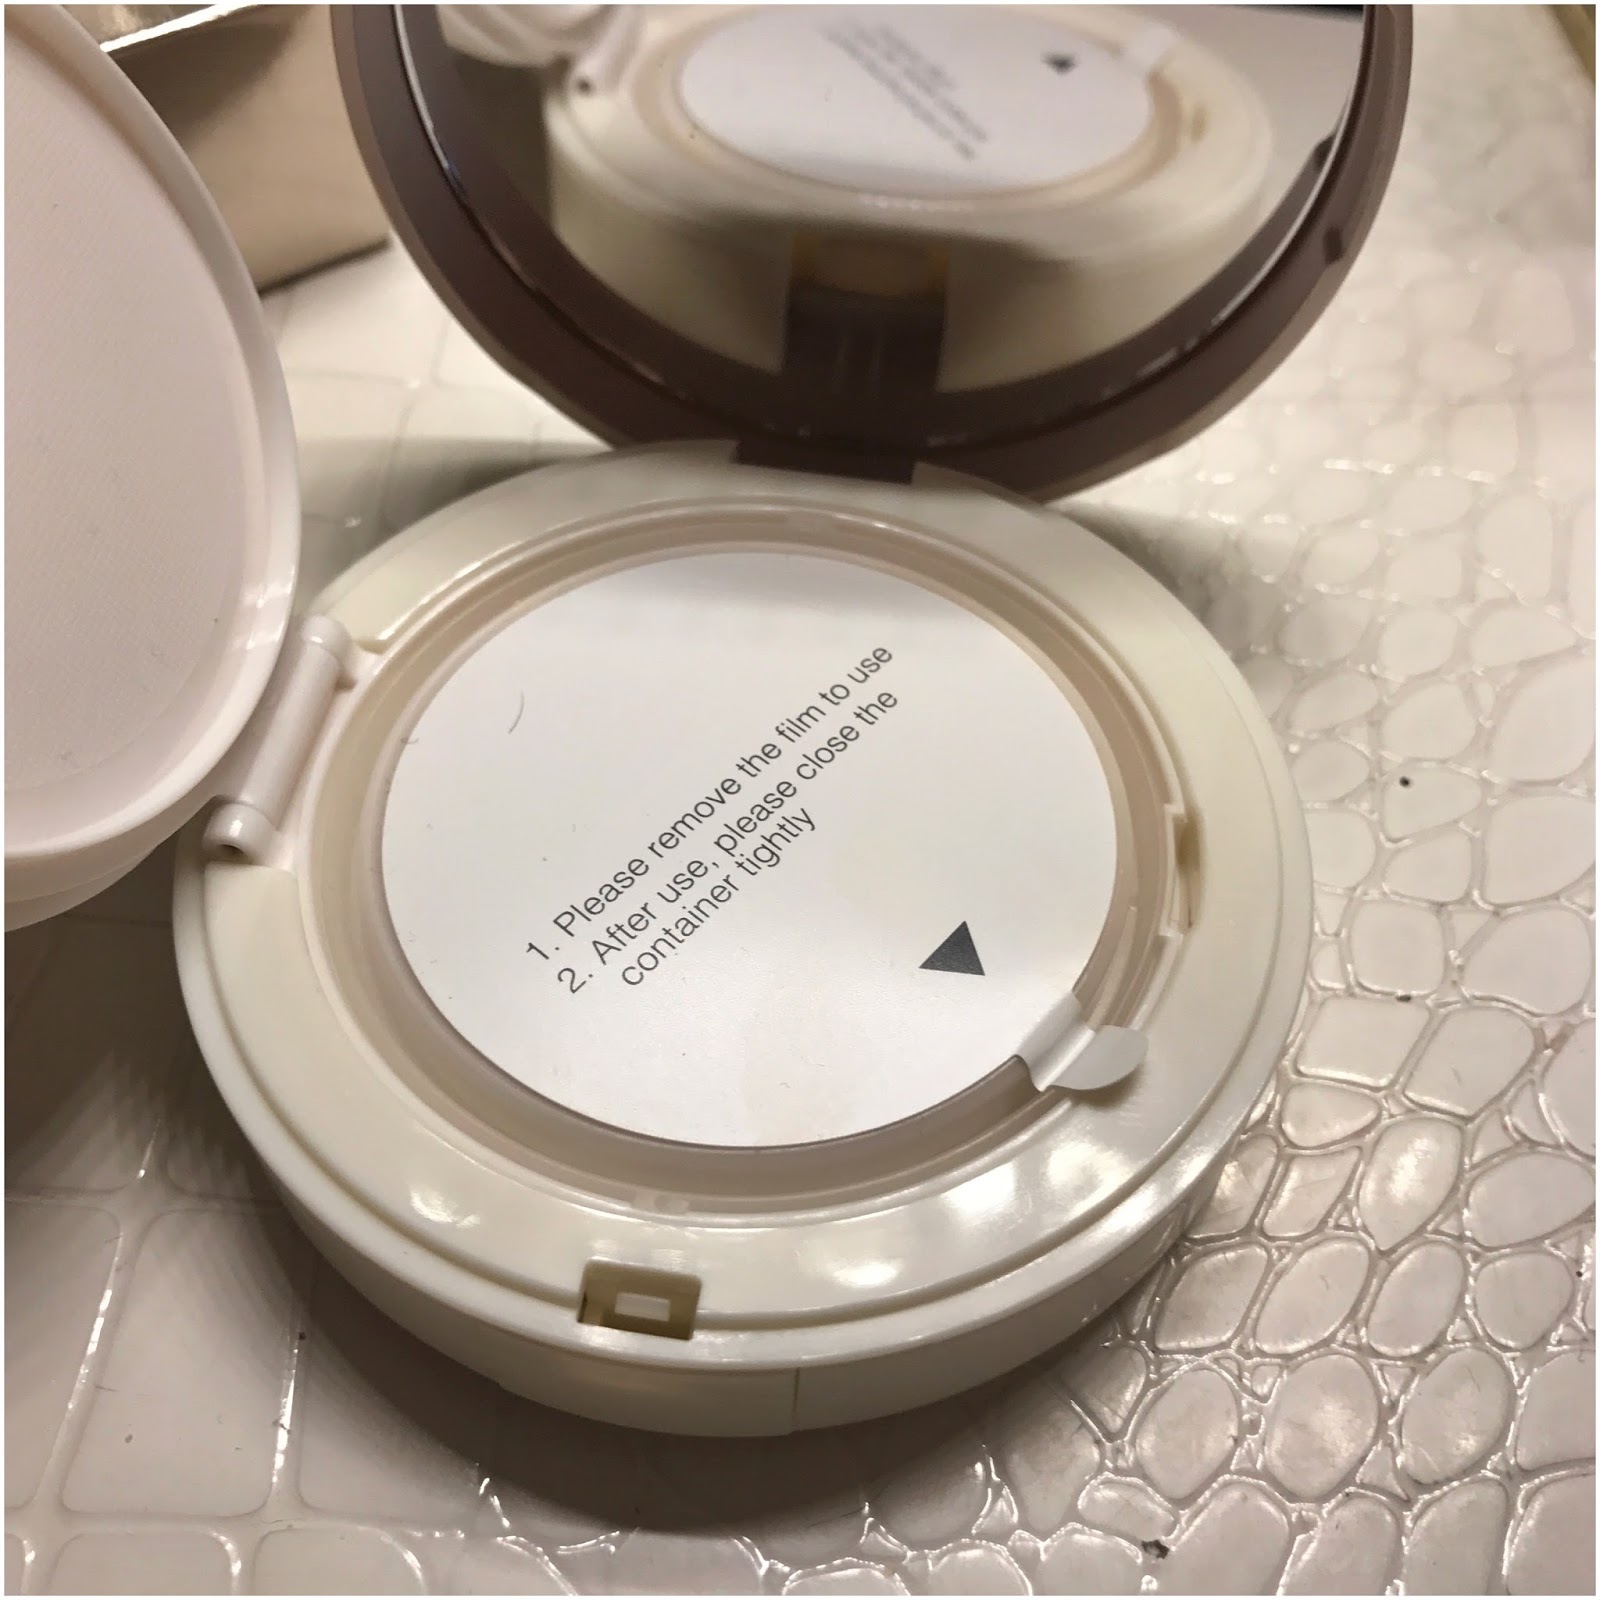 1. Please remove the film to use
2. After use, please close the
container tightly